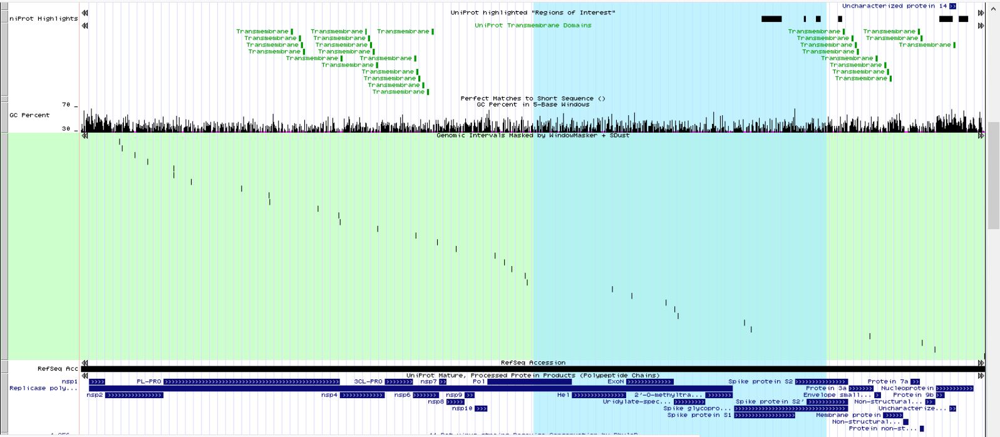 Uncharacterized protein 14
UniProt highlighted "Regions of Interest"
niProt Highlights
UniProt Transmembrane Domains
Transmembrane Transmembrane Transmembrane Transmembrane Transmembrane
Transmembrane Transmembrane Transmembrane Transmembrane
Transmembrane Transmembrane Transmembrane Transmembrane
Transmembrane Transmembrane Transmembrane
Transmembrane Transmembrane Transmembrane
Transmembrane Transmembrane
Transmembrane Transmembrane
Transmembrane Transmembrane
Transmembrane
Transmembrane
Perfect Matches to Short Sequence ()
GC Percent in 5-Base Windows
70 _
GC Percent
30 _
Genomic Intervals Masked by WindowMasker + SDust
RefSeq Accession
RefSeq Acc
UniProt Mature, Processed Protein Products (Polypeptide Chains)
nsp1 PL-PRO 3CL-PRO nsp7 Pol ExoN Spike protein S2 Protein 7a
Replicase poly... Protein 3a Nucleoprotein
nsp2 nsp4 nsp6 nsp9 Hel 2'-O-methyltra... Envelope small... Protein 9b
nsp8 Uridylate-spec... Spike protein S2' Non-structural...
nsp10 Spike glycopro... Uncharacterize...
Spike protein S1 Membrane protein
Non-structural...
Protein non-st...